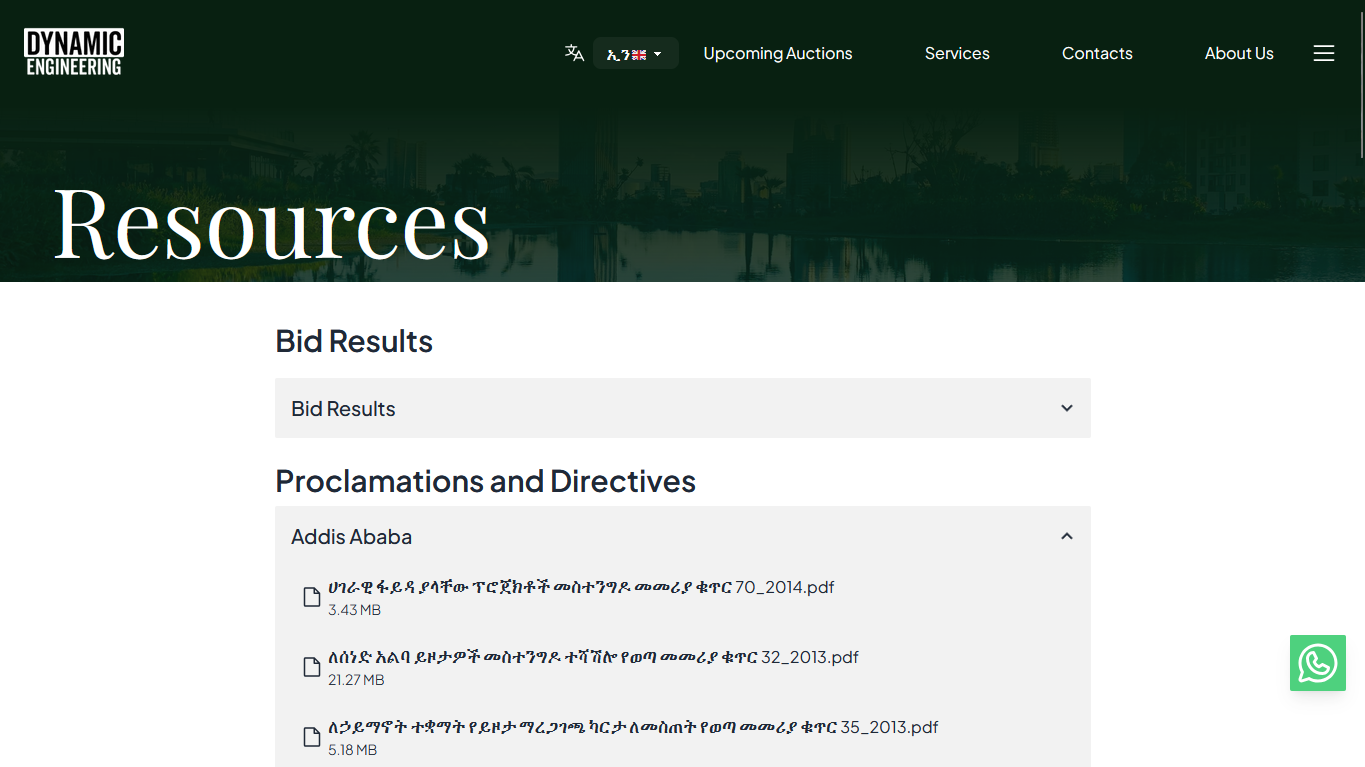 DYNAMIC
ENGINEERING
ኢን
Upcoming Auctions
Services
Contacts
About Us
Resources
Bid Results
Bid Results
Proclamations and Directives
Addis Ababa
ሀገራዊ ፋይዳ ያላቸው ፕሮጀክቶች መስተንግዶ መመሪያ ቁጥር 70_2014.pdf
3.43 MB
ለሰነድ አልባ ይዞታዎች መስተንግዶ ተሻሽሎ የወጣ መመሪያ ቁጥር 32_2013.pdf
21.27 MB
ለኃይማኖት ተቋማት የይዞታ ማረጋገጫ ካርታ ለመስጠት የወጣ መመሪያ ቁጥር 35_2013.pdf
5.18 MB